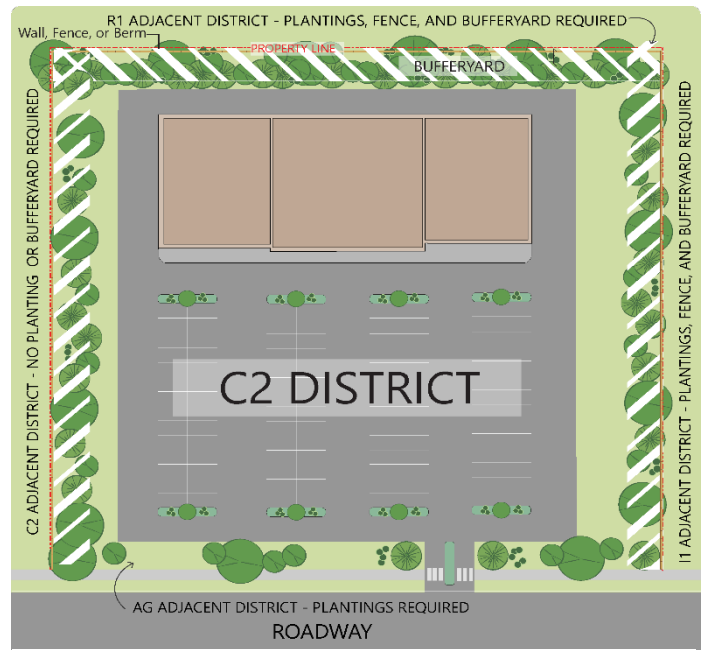 R1 ADJACENT DISTRICT - PLANTINGS, FENCE, AND BUFFERYARD REQUIRED
Wall, Fence, or Berm
PROPERTY LINE
BUFFERYARD
C2 ADJACENT DISTRICT - NO PLANTING OR BUFFERYARD REQUIRED
I1 ADJACENT DISTRICT - PLANTINGS, FENCE, AND BUFFERYARD REQUIRED
C2 DISTRICT
AG ADJACENT DISTRICT - PLANTINGS REQUIRED
ROADWAY